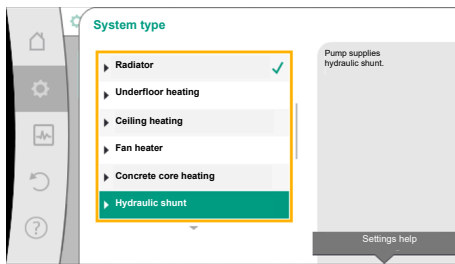 System type
Radiator
Underfloor heating
Ceiling heating
Fan heater
Concrete core heating
Hydraulic shunt
Pump supplies
hydraulic shunt.
Settings help
?